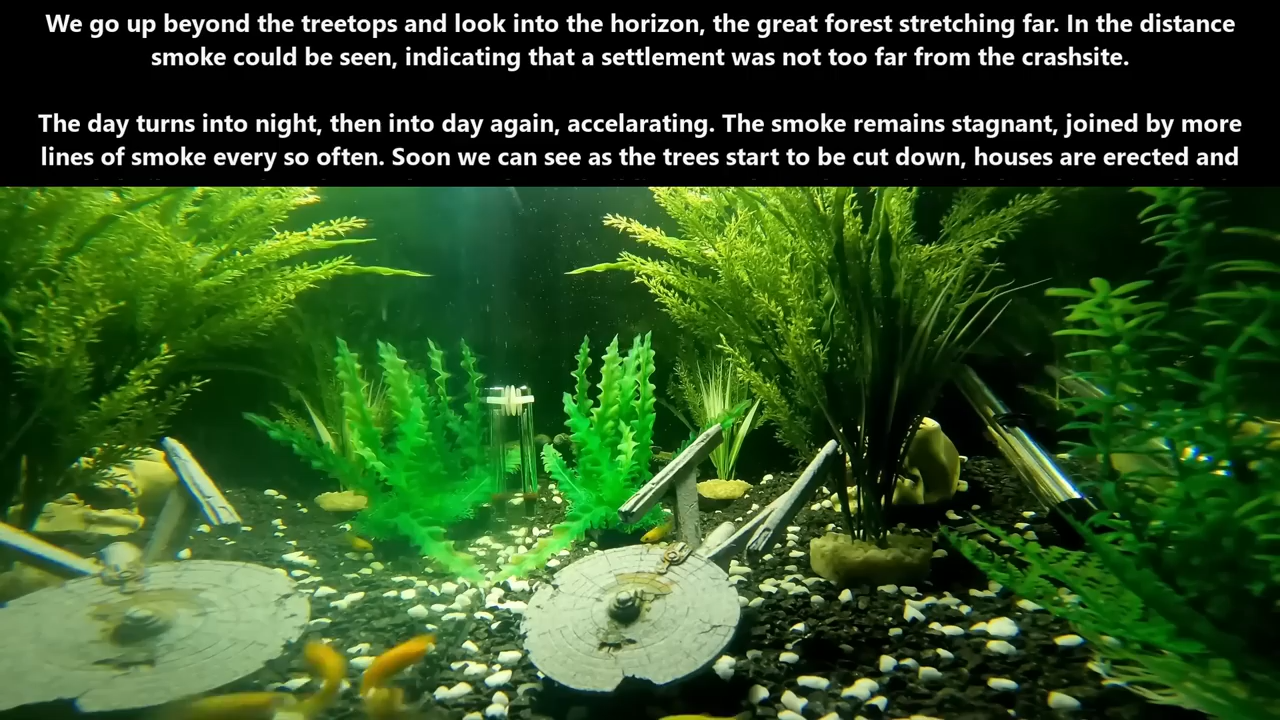 We go up beyond the treetops and look into the horizon, the great forest stretching far. In the distance
smoke could be seen, indicating that a settlement was not too far from the crashsite.
The day turns into night, then into day again, accelarating. The smoke remains stagnant, joined by more
lines of smoke every so often. Soon we can see as the trees start to be cut down, houses are erected and